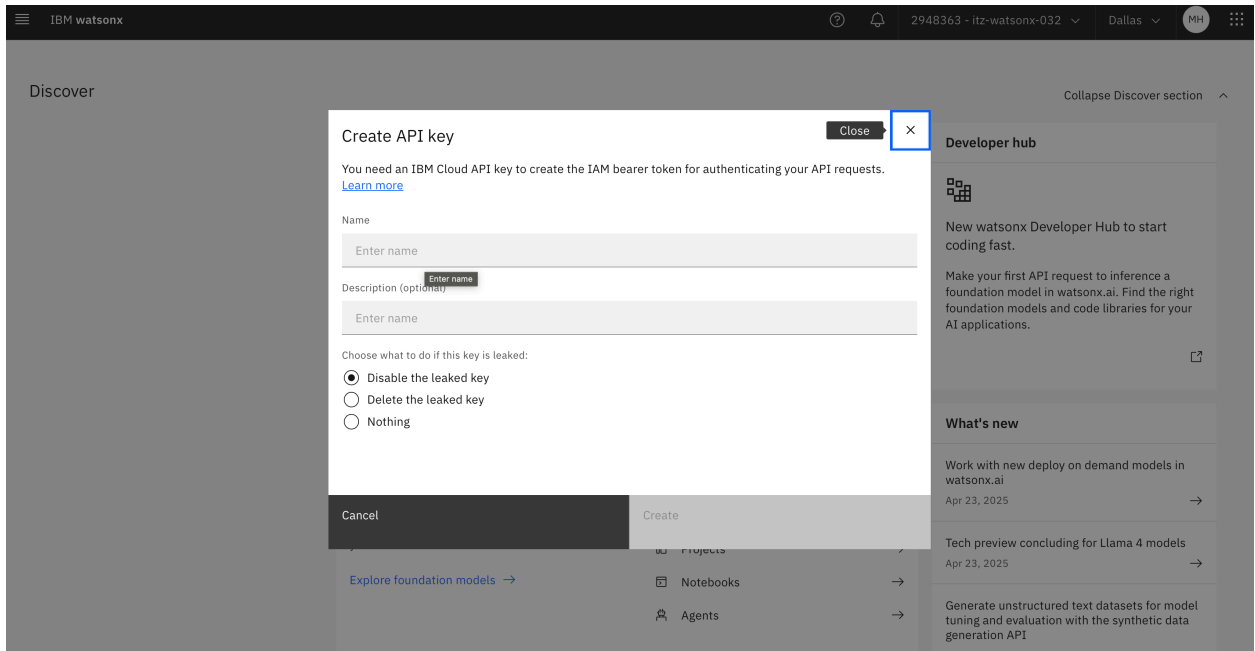 IBM watsonx
2948363 - itz-watsonx-032
Dallas
MH
Discover
Collapse Discover section
Create API key
Close
You need an IBM Cloud API key to create the IAM bearer token for authenticating your API requests.
Learn more
Name
Enter name
Enter name
Description (optional)
Enter name
Choose what to do if this key is leaked:
Disable the leaked key
Delete the leaked key
Nothing
Cancel
Create
Explore foundation models
Projects
Notebooks
Agents
Developer hub
New watsonx Developer Hub to start
coding fast.
Make your first API request to inference a
foundation model in watsonx.ai. Find the right
foundation models and code libraries for your
AI applications.
What's new
Work with new deploy on demand models in
watsonx.ai
Apr 23, 2025
Tech preview concluding for Llama 4 models
Apr 23, 2025
Generate unstructured text datasets for model
tuning and evaluation with the synthetic data
generation API